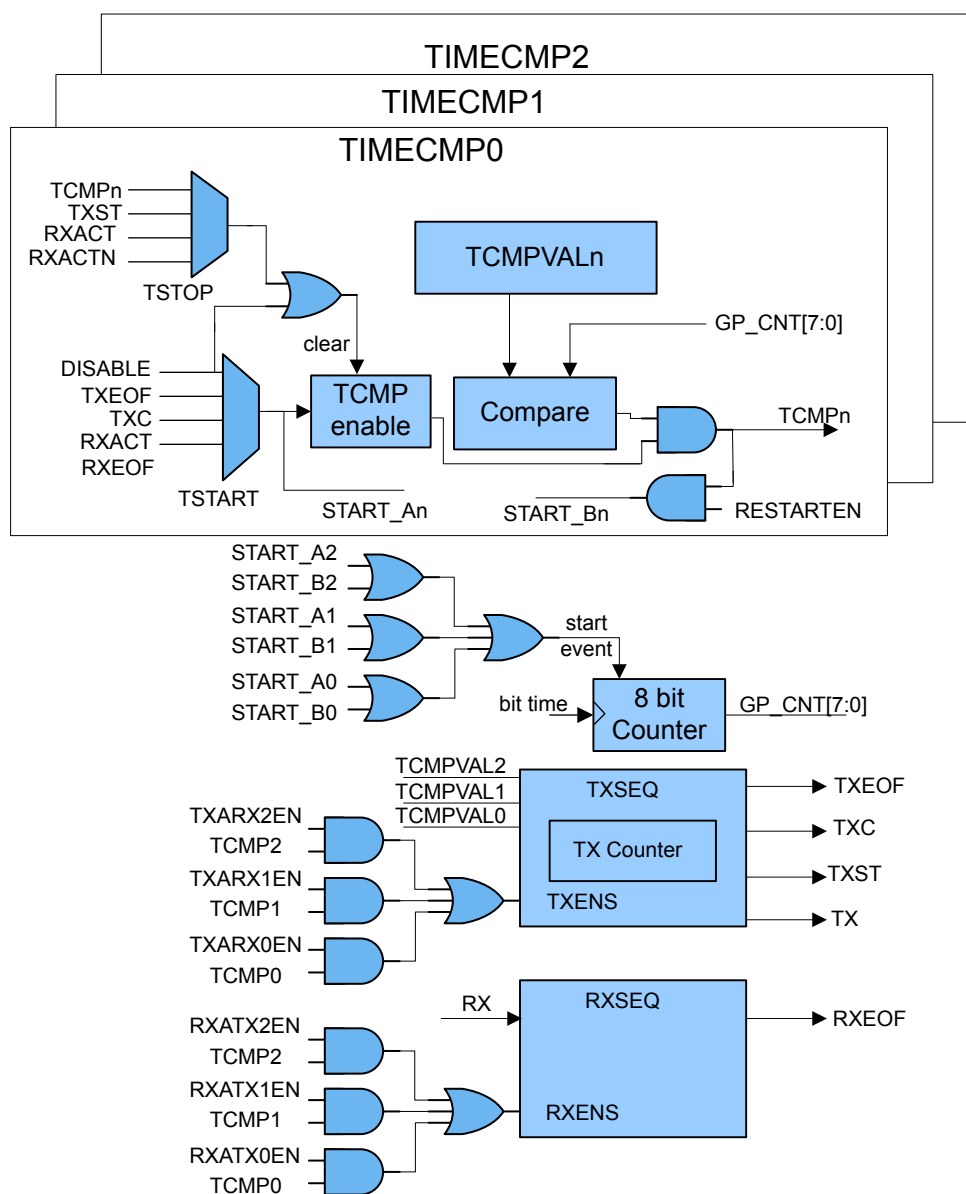 TIMECMP2
TIMECMP1
TIMECMP0
TCMPn
TXST
RXACT
RXACTN
TSTOP
TCMPVALn
GP_CNT[7:0]
clear
DISABLE
TXEOF
TXC
RXACT
RXEOF
TSTART
TCMP
enable
Compare
TCMPn
START_An
START_Bn
RESTARTEN
START_A2
START_B2
START_A1
START_B1
START_A0
START_B0
start
event
bit time
8 bit
Counter
GP_CNT[7:0]
TCMPVAL2
TCMPVAL1
TCMPVAL0
TXSEQ
TX Counter
TXENS
TXEOF
TXC
TXST
TX
TXARX2EN
TCMP2
TXARX1EN
TCMP1
TXARX0EN
TCMP0
RX
RXSEQ
RXENS
RXEOF
RXATX2EN
TCMP2
RXATX1EN
TCMP1
RXATX0EN
TCMP0